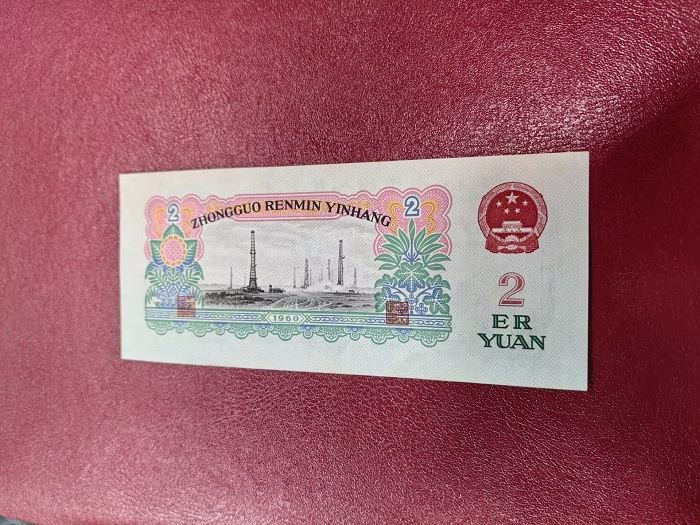 2 ZHONGGUO RENMIN YINHANG 2
1960
2
ER
YUAN